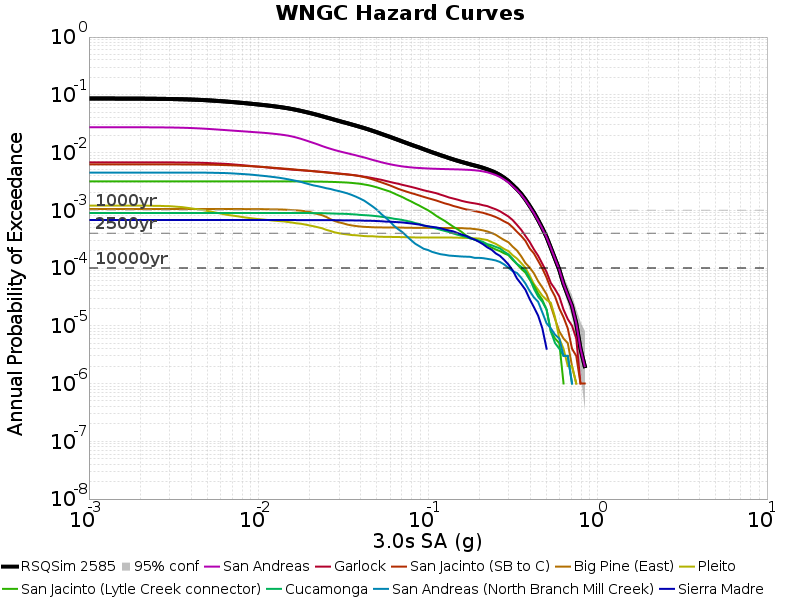 WNGC Hazard Curves
Annual Probability of Exceedance
10^0
10^-1
10^-2
10^-3
10^-4
10^-5
10^-6
10^-7
10^-8
1000yr
2500yr
10000yr
10^-3 10^-2 10^-1 10^0 10^1
3.0s SA (g)
RSQSim 2585 95% conf San Andreas Garlock San Jacinto (SB to C) Big Pine (East) Pleito
San Jacinto (Lytle Creek connector) Cucamonga San Andreas (North Branch Mill Creek) Sierra Madre